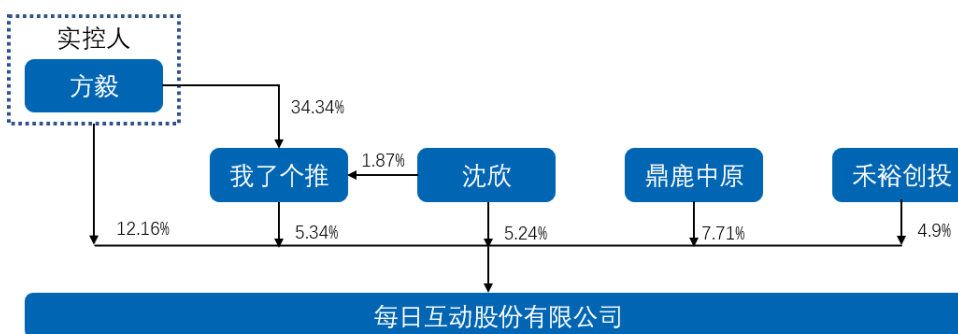 实控人
方毅
34.34%
我了个推
1.87%
沈欣
鼎鹿中原
禾裕创投
12.16%
5.34%
5.24%
7.71%
4.9%
每日互动股份有限公司